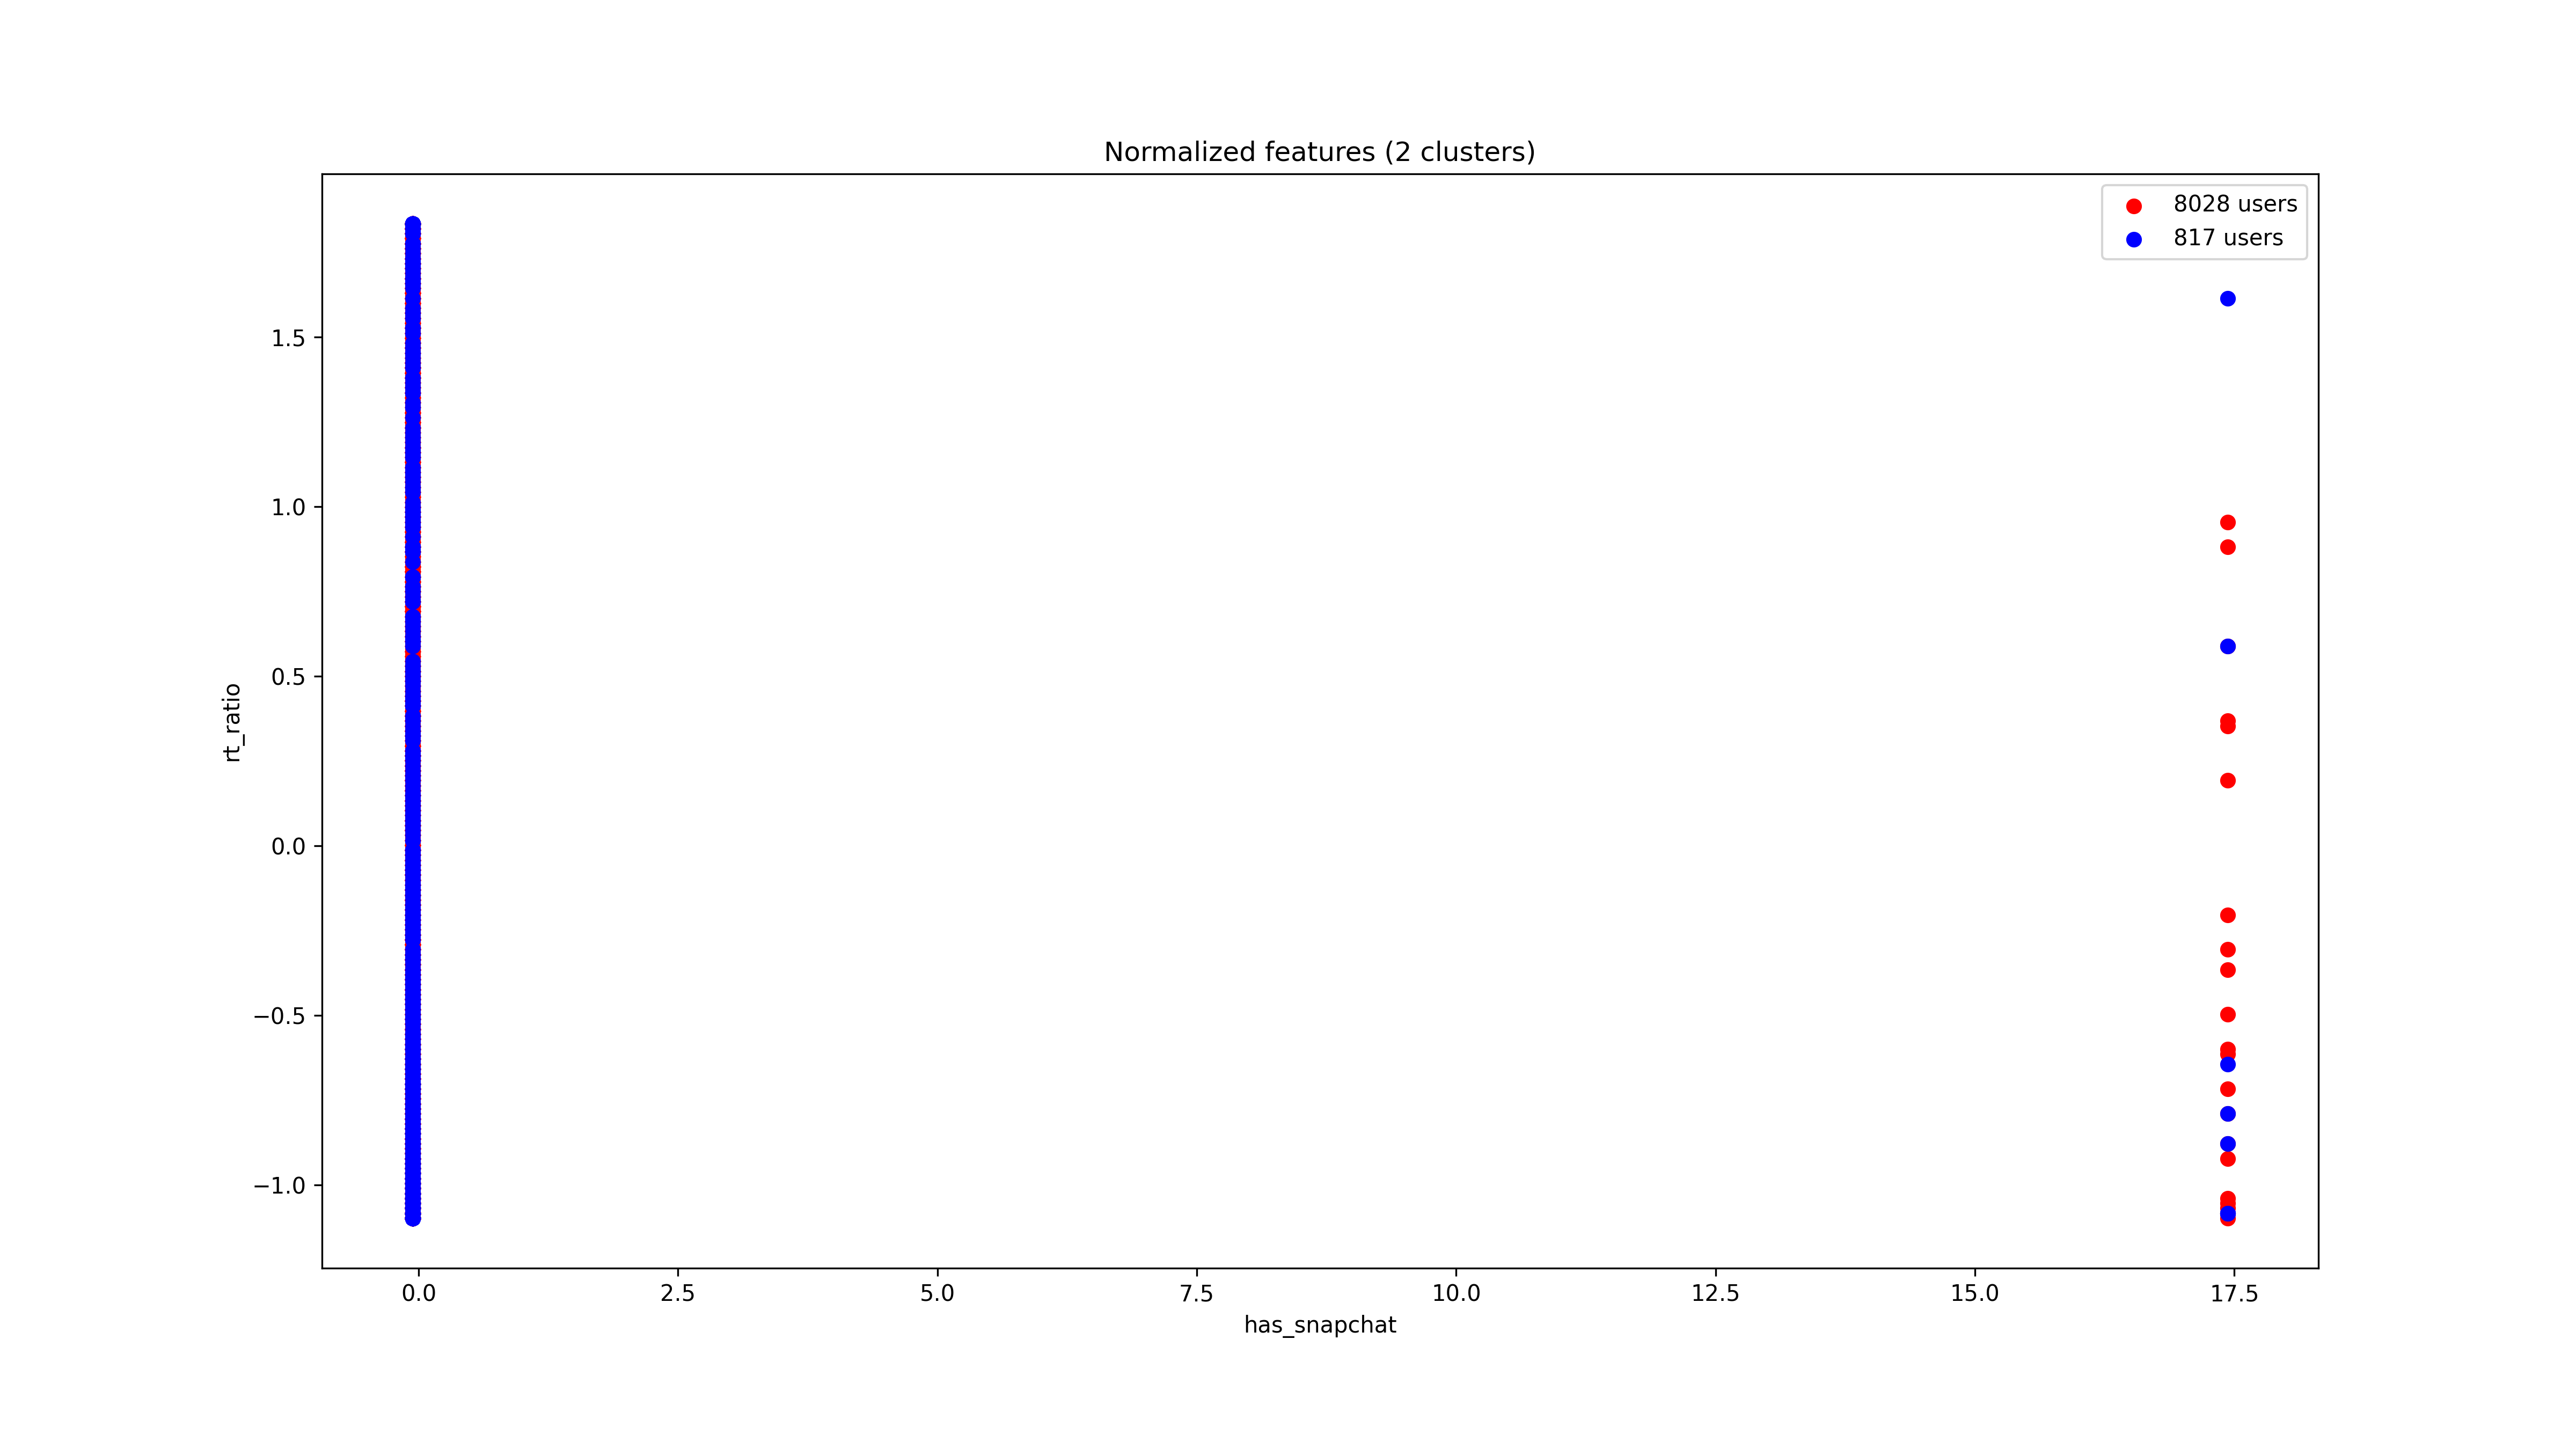 Normalized features (2 clusters)
8028 users
817 users
1.5
1.0
0.5
0.0
−0.5
−1.0
rt_ratio
0.0 2.5 5.0 7.5 10.0 12.5 15.0 17.5
has_snapchat